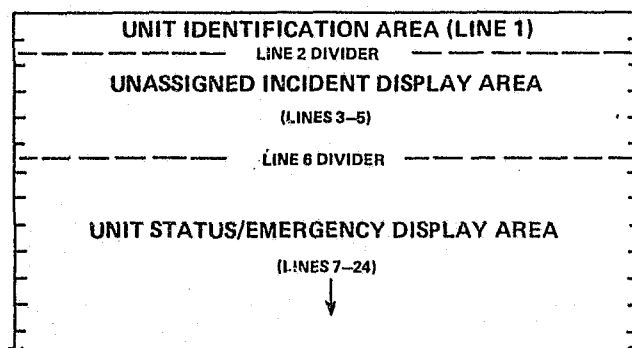 UNIT IDENTIFICATION AREA (LINE 1)
LINE 2 DIVIDER
UNASSIGNED INCIDENT DISPLAY AREA
(LINES 3–5)
LINE 6 DIVIDER
UNIT STATUS/EMERGENCY DISPLAY AREA
(LINES 7–24)